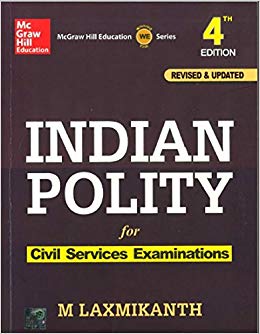 Mc
Graw
Hill
Education
McGraw Hill Education WE Series
4TH
EDITION
REVISED & UPDATED
INDIAN
POLITY
for
Civil Services Examinations
M LAXMIKANTH